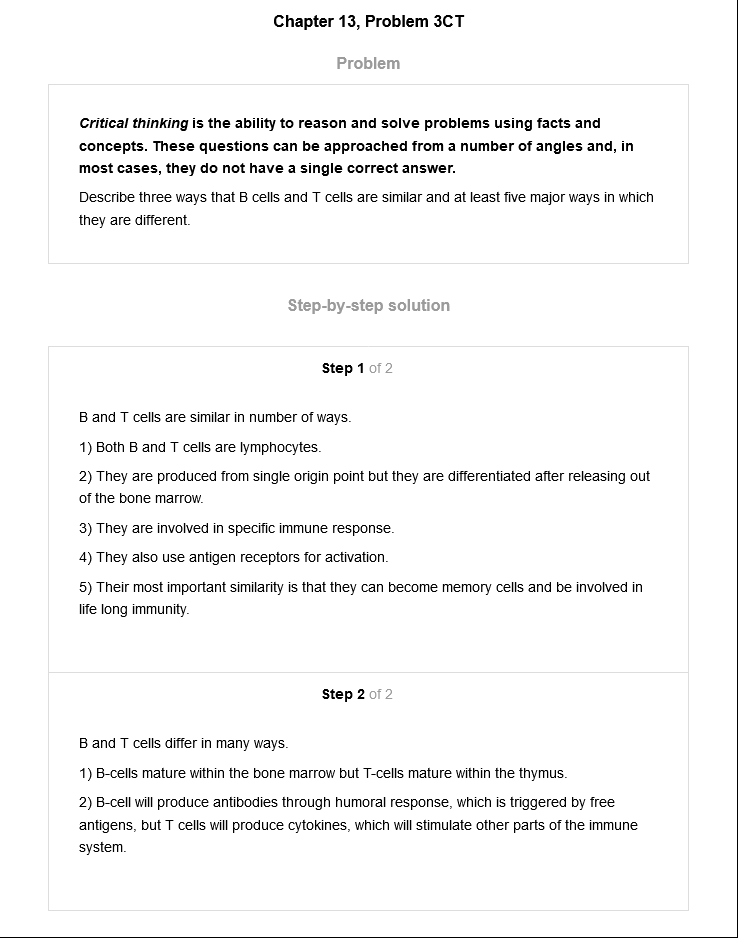 Chapter 13, Problem 3CT
Problem
Critical thinking is the ability to reason and solve problems using facts and
concepts. These questions can be approached from a number of angles and, in
most cases, they do not have a single correct answer.
Describe three ways that B cells and T cells are similar and at least five major ways in which
they are different.
Step-by-step solution
Step 1 of 2
B and T cells are similar in number of ways.
1) Both B and T cells are lymphocytes.
2) They are produced from single origin point but they are differentiated after releasing out
of the bone marrow.
3) They are involved in specific immune response.
4) They also use antigen receptors for activation.
5) Their most important similarity is that they can become memory cells and be involved in
life long immunity.
Step 2 of 2
B and T cells differ in many ways.
1) B-cells mature within the bone marrow but T-cells mature within the thymus.
2) B-cell will produce antibodies through humoral response, which is triggered by free
antigens, but T cells will produce cytokines, which will stimulate other parts of the immune
system.